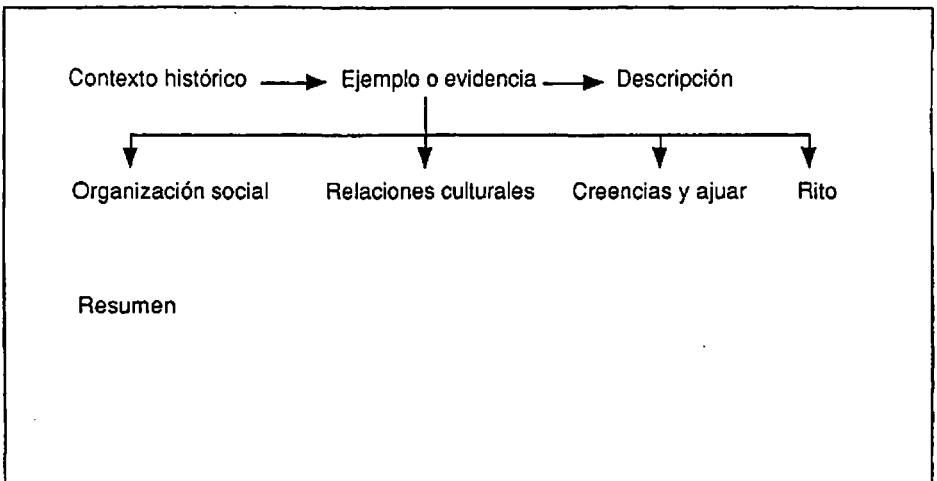 Contexto histórico Ejemplo o evidencia Descripción
Organización social Relaciones culturales Creencias y ajuar Rito
Resumen